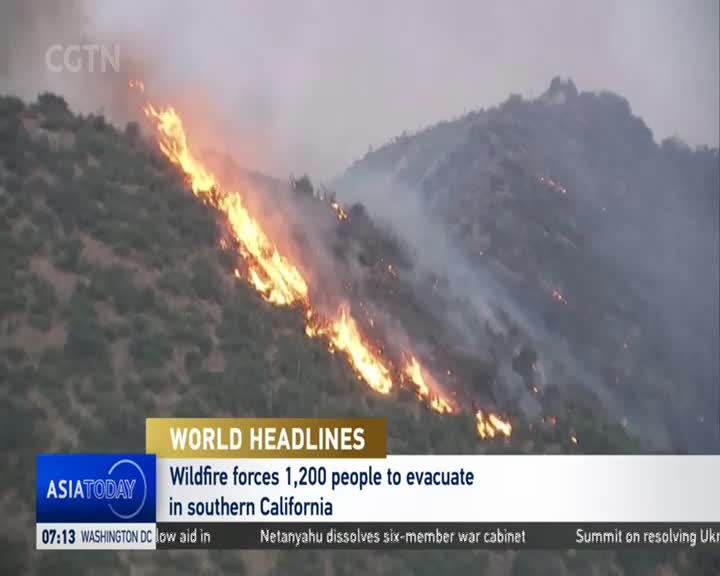 CGTN
WORLD HEADLINES
Wildfire forces 1,200 people to evacuate
in southern California
ASIATODAY
07:13 WASHINGTON DC
low aid in Netanyahu dissolves six-member war cabinet Summit on resolving Ukr